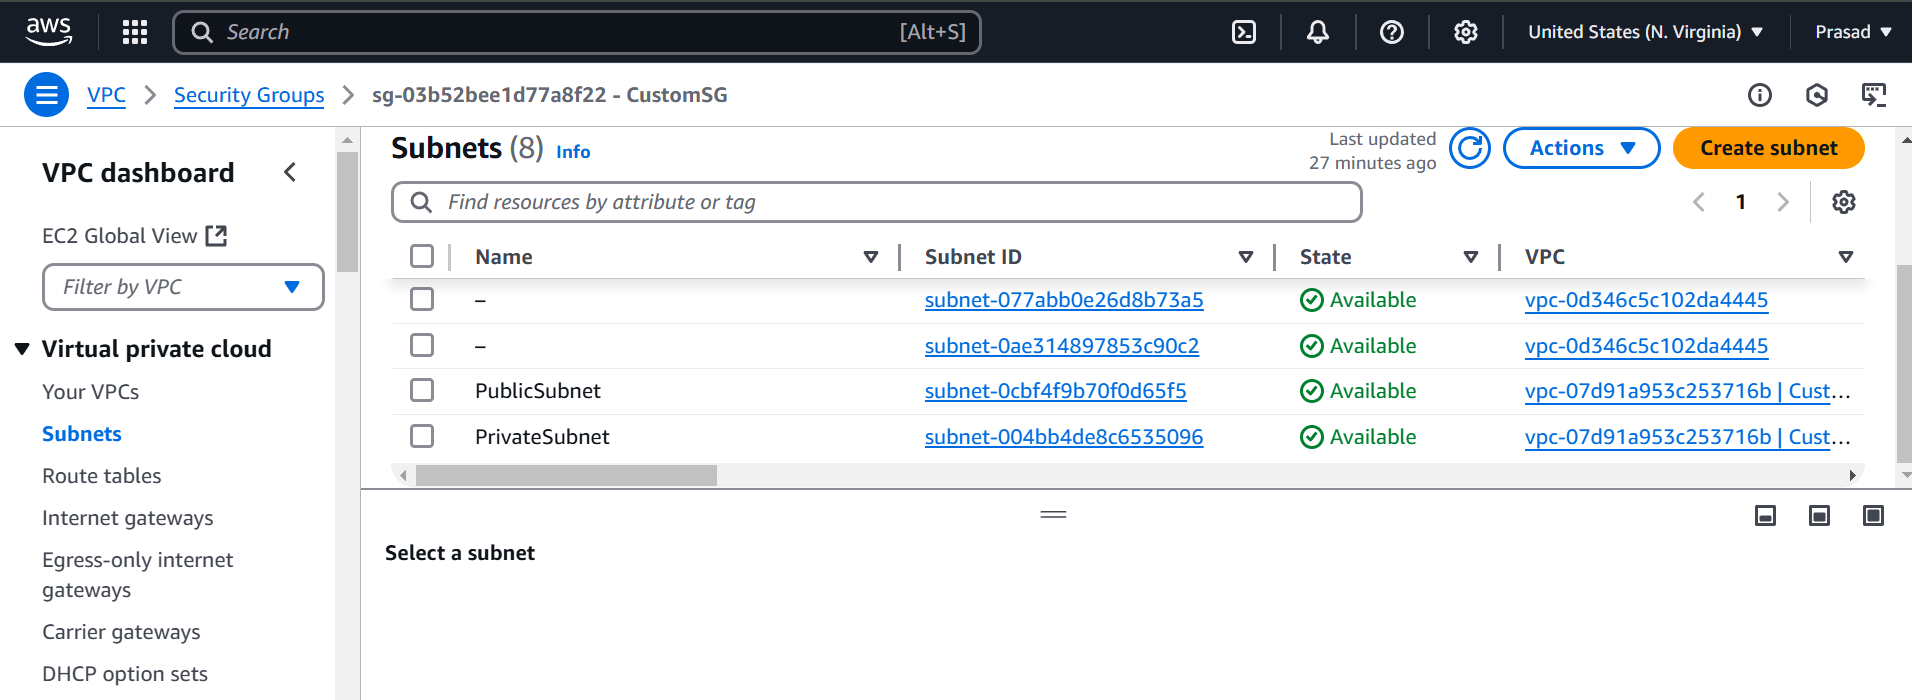 aws
Search [Alt+S]
United States (N. Virginia)
Prasad
VPC
Security Groups
sg-03b52bee1d77a8f22 - CustomSG
VPC dashboard
EC2 Global View
Filter by VPC
Virtual private cloud
Your VPCs
Subnets
Route tables
Internet gateways
Egress-only internet
gateways
Carrier gateways
DHCP option sets
Subnets (8) Info
Last updated
27 minutes ago
Actions
Create subnet
Find resources by attribute or tag
1
Name Subnet ID State VPC
– subnet-077abb0e26d8b73a5 Available vpc-0d346c5c102da4445
– subnet-0ae314897853c90c2 Available vpc-0d346c5c102da4445
PublicSubnet subnet-0cbf4f9b70f0d65f5 Available vpc-07d91a953c253716b | Cust...
PrivateSubnet subnet-004bb4de8c6535096 Available vpc-07d91a953c253716b | Cust...
Select a subnet